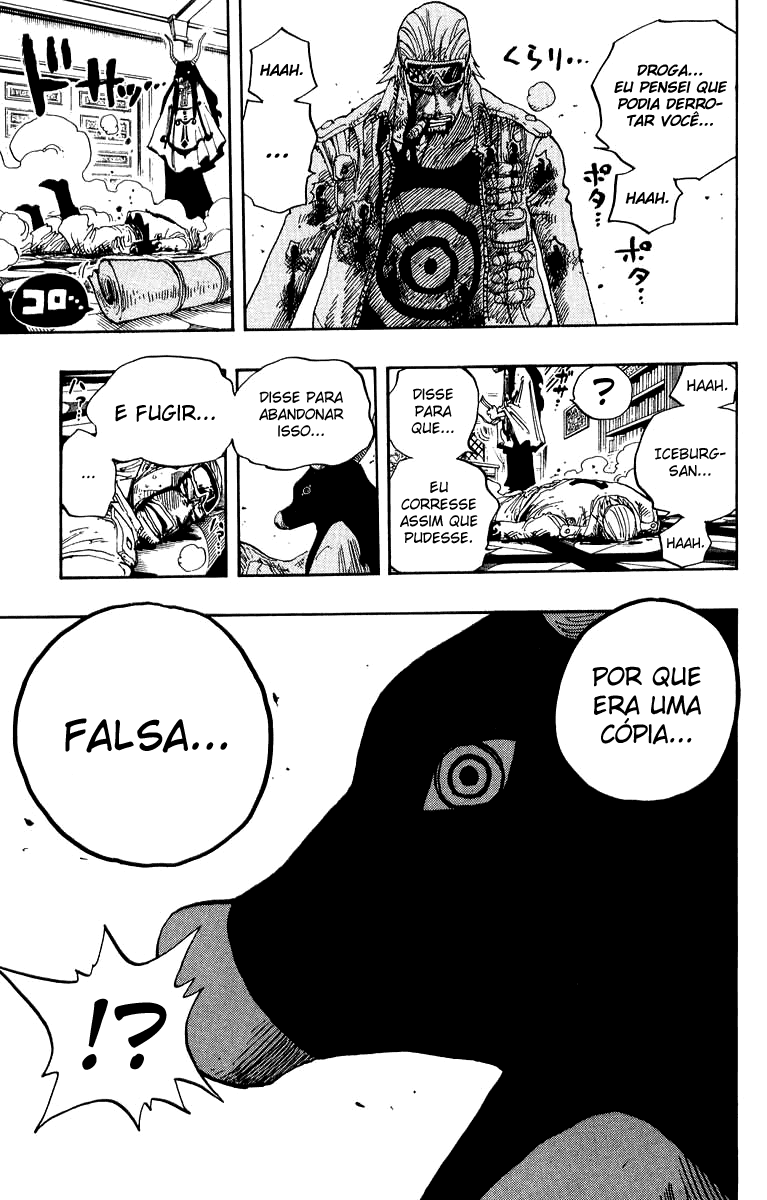 DROGA...
EU PENSEI QUE
PODIA DERRO-
TAR VOCÊ...
くらり...
HAAH.
ポタ...
ポタ...
HAAH.
...
ドサッ...
コロ...
HAAH.
?
ICEBURG-
SAN...
HAAH.
DISSE
PARA
QUE...
EU
CORRESSE
ASSIM QUE
PUDESSE.
DISSE PARA
ABANDONAR
ISSO...
E FUGIR...
...
POR QUE
ERA UMA
CÓPIA...
FALSA...
!?